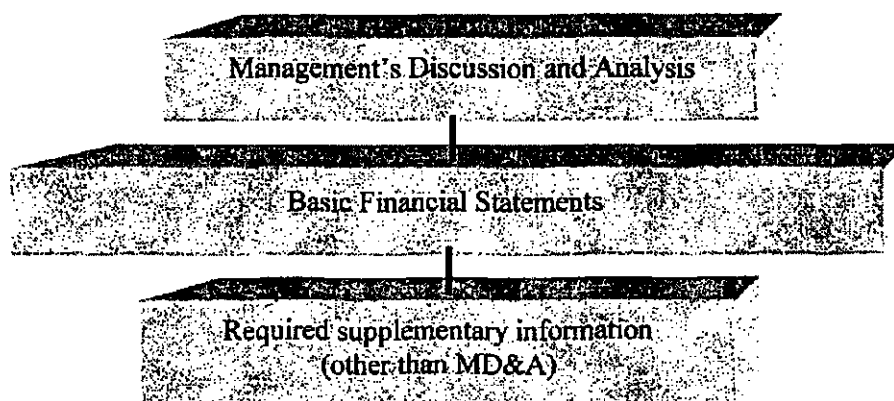 Management's Discussion and Analysis
Basic Financial Statements
Required supplementary information
(other than MD&A)